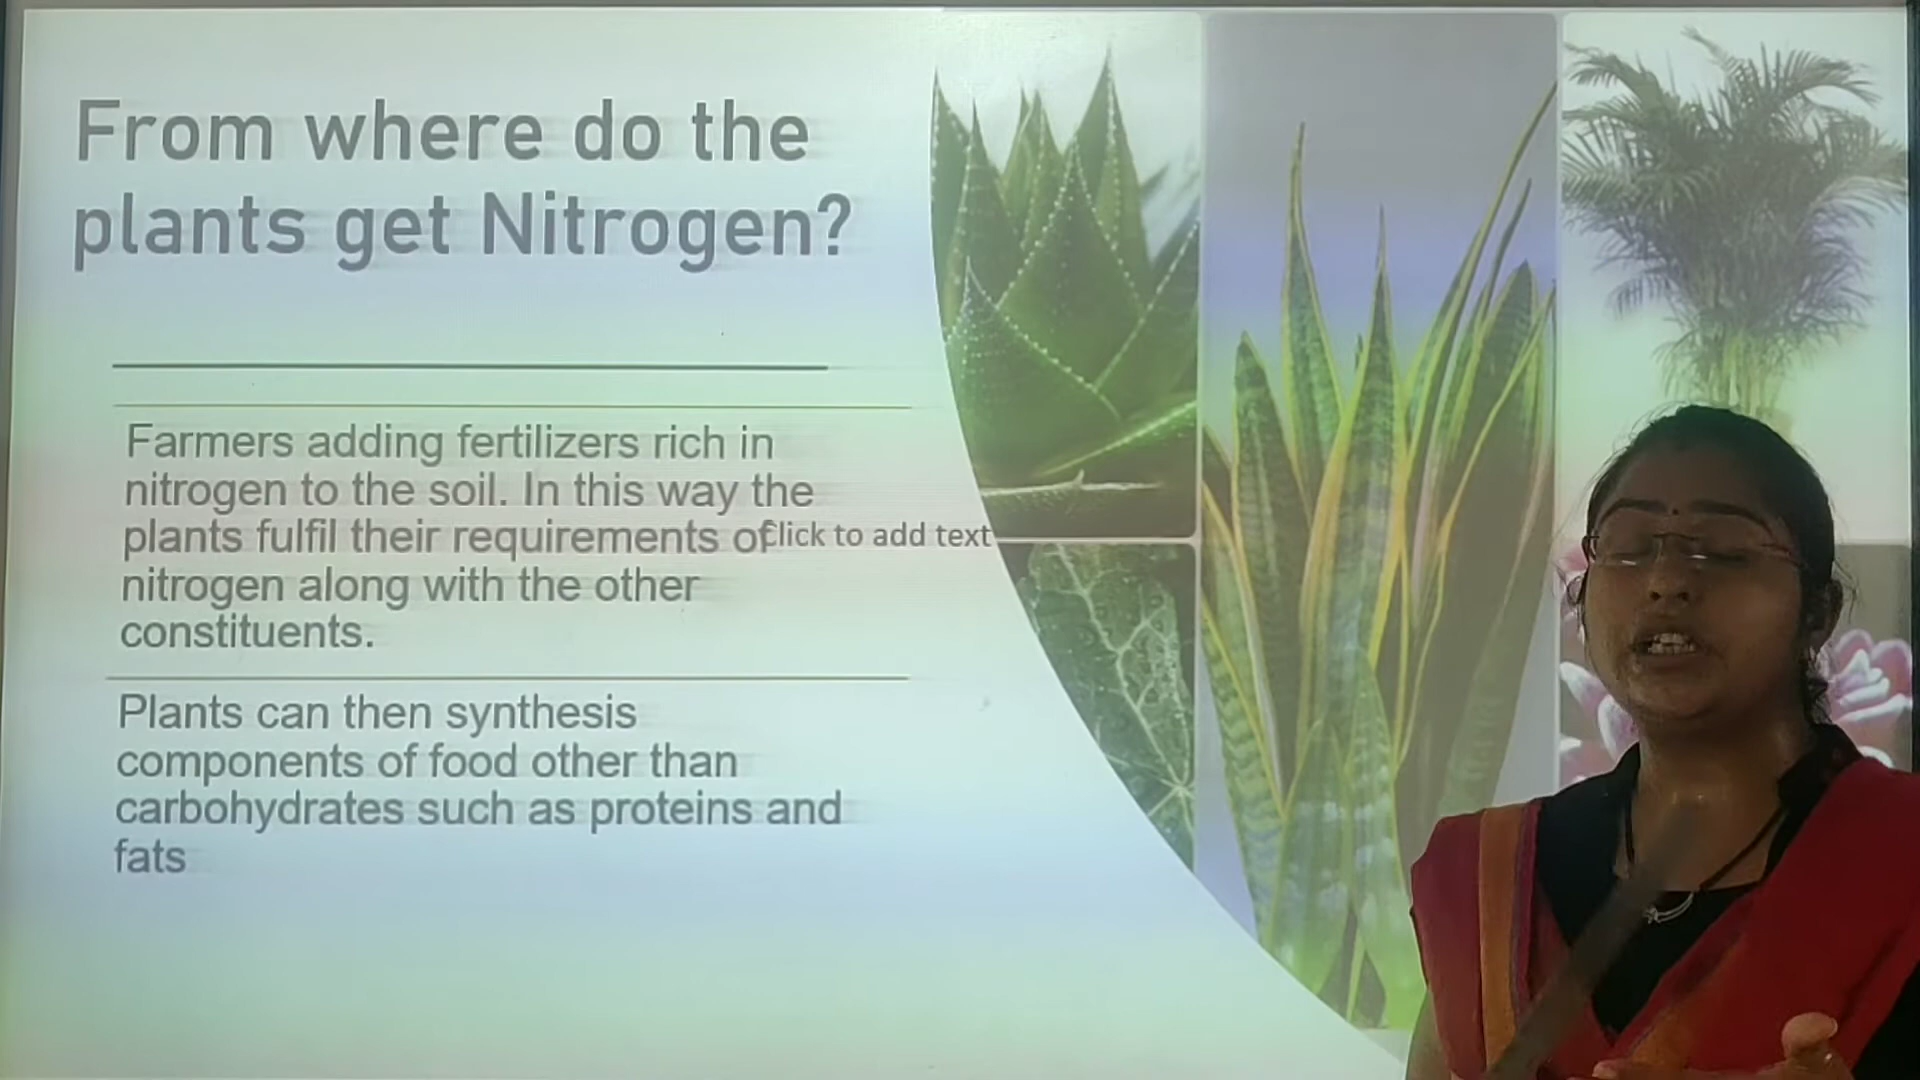 From where do the
plants get Nitrogen?
Farmers adding fertilizers rich in
nitrogen to the soil. In this way the
plants fulfil their requirements of
Click to add text
nitrogen along with the other
constituents.
Plants can then synthesis
components of food other than
carbohydrates such as proteins and
fats